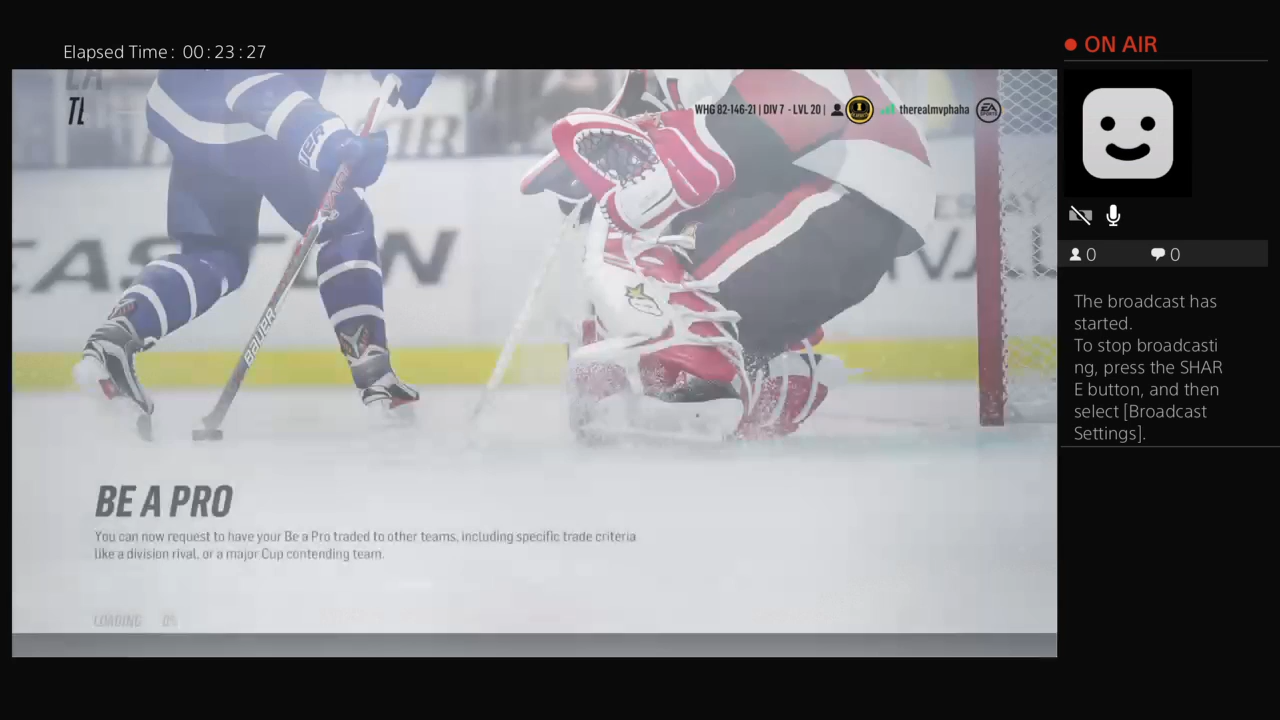 Elapsed Time: 00:23:27
ON AIR
WHG 82-146-21 | DIV 7 - LVL 20 |
therealmvphaha
EA SPORTS
BAUER
0 0
The broadcast has
started.
To stop broadcasti
ng, press the SHAR
E button, and then
select [Broadcast
Settings].
EASTON
BE A PRO
You can now request to have your Be a Pro traded to other teams, including specific trade criteria
like a division rival, or a major Cup contending team.
LOADING 0%